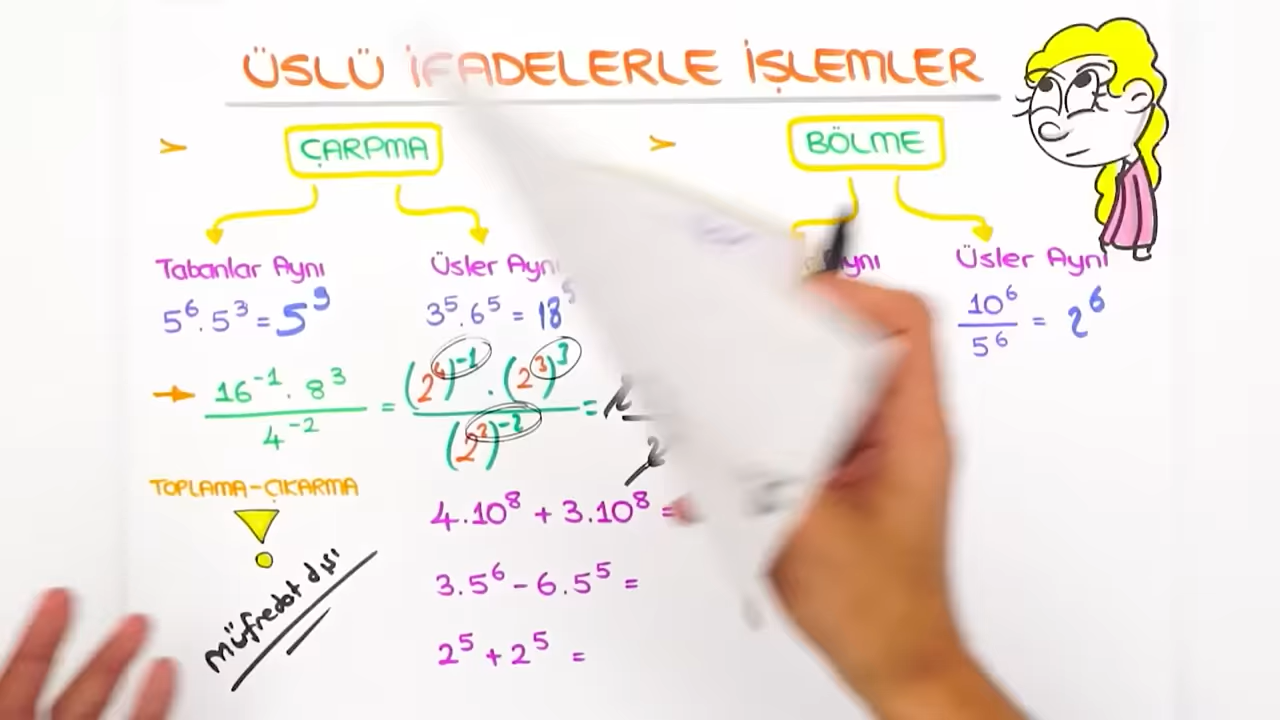 ÜSLÜ İFADELERLE İŞLEMLER
> ÇARPMA
> BÖLME
Tabanlar Aynı
Üsler Aynı
Üsler Aynı
5⁶.5³ = 5⁹
3⁵.6⁵ = 18⁵
10⁶/5⁶ = 2⁶
16⁻¹.8³/4⁻² = (2⁴)⁻¹.(2³)³/(2²)⁻² =
TOPLAMA-ÇIKARMA
!
Müfredat dışı
4.10⁸ + 3.10⁸ =
3.5⁶ - 6.5⁵ =
2⁵ + 2⁵ =